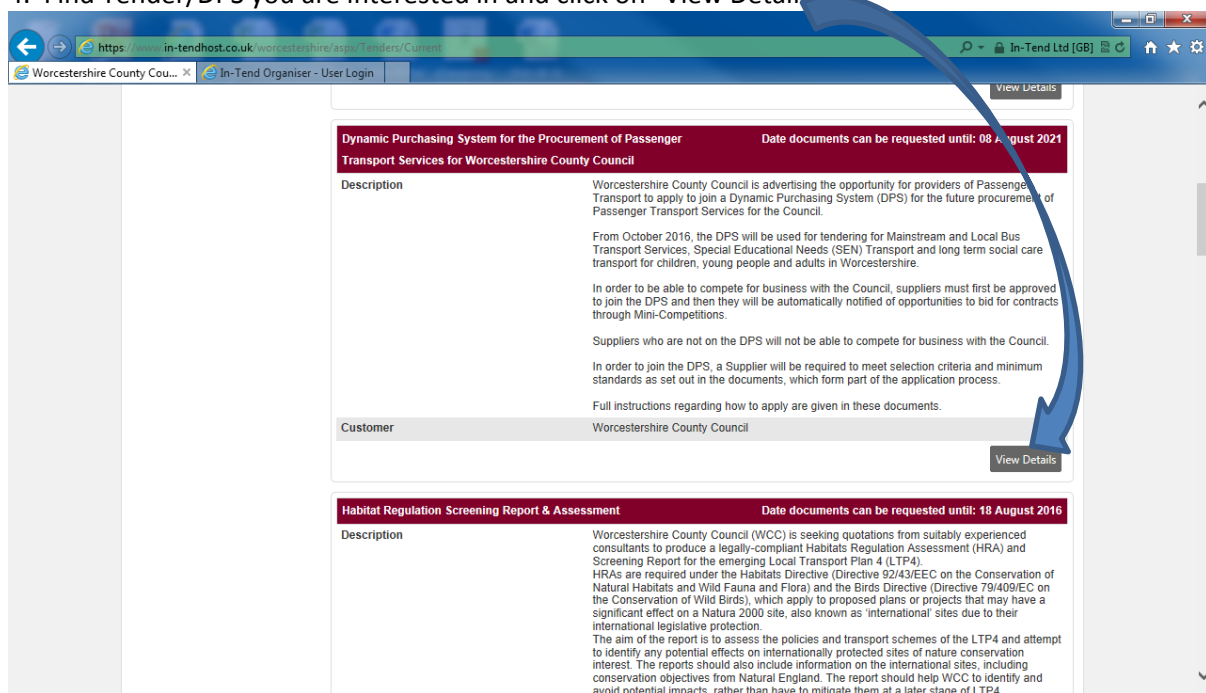 4. Find Tender/DPS you are interested in and click on "View Detail
https://www.in-tendhost.co.uk/worcestershire/aspx/Tenders/Current
In-Tend Ltd [GB]
Worcestershire County Cou...
In-Tend Organiser - User Login
View Details
Dynamic Purchasing System for the Procurement of Passenger
Transport Services for Worcestershire County Council
Date documents can be requested until: 08 August 2021
Description
Worcestershire County Council is advertising the opportunity for providers of Passenger
Transport to apply to join a Dynamic Purchasing System (DPS) for the future procurement of
Passenger Transport Services for the Council.
From October 2016, the DPS will be used for tendering for Mainstream and Local Bus
Transport Services, Special Educational Needs (SEN) Transport and long term social care
transport for children, young people and adults in Worcestershire.
In order to be able to compete for business with the Council, suppliers must first be approved
to join the DPS and then they will be automatically notified of opportunities to bid for contracts
through Mini-Competitions.
Suppliers who are not on the DPS will not be able to compete for business with the Council.
In order to join the DPS, a Supplier will be required to meet selection criteria and minimum
standards as set out in the documents, which form part of the application process.
Full instructions regarding how to apply are given in these documents.
Customer
Worcestershire County Council
View Details
Habitat Regulation Screening Report & Assessment
Date documents can be requested until: 18 August 2016
Description
Worcestershire County Council (WCC) is seeking quotations from suitably experienced
consultants to produce a legally-compliant Habitats Regulation Assessment (HRA) and
Screening Report for the emerging Local Transport Plan 4 (LTP4).
HRAs are required under the Habitats Directive (Directive 92/43/EEC on the Conservation of
Natural Habitats and Wild Fauna and Flora) and the Birds Directive (Directive 79/409/EC on
the Conservation of Wild Birds), which apply to proposed plans or projects that may have a
significant effect on a Natura 2000 site, also known as 'international' sites due to their
international legislative protection.
The aim of the report is to assess the policies and transport schemes of the LTP4 and attempt
to identify any potential effects on internationally protected sites of nature conservation
interest. The reports should also include information on the international sites, including
conservation objectives from Natural England. The report should help WCC to identify and
avoid potential impacts, rather than have to mitigate them at a later stage of LTP4